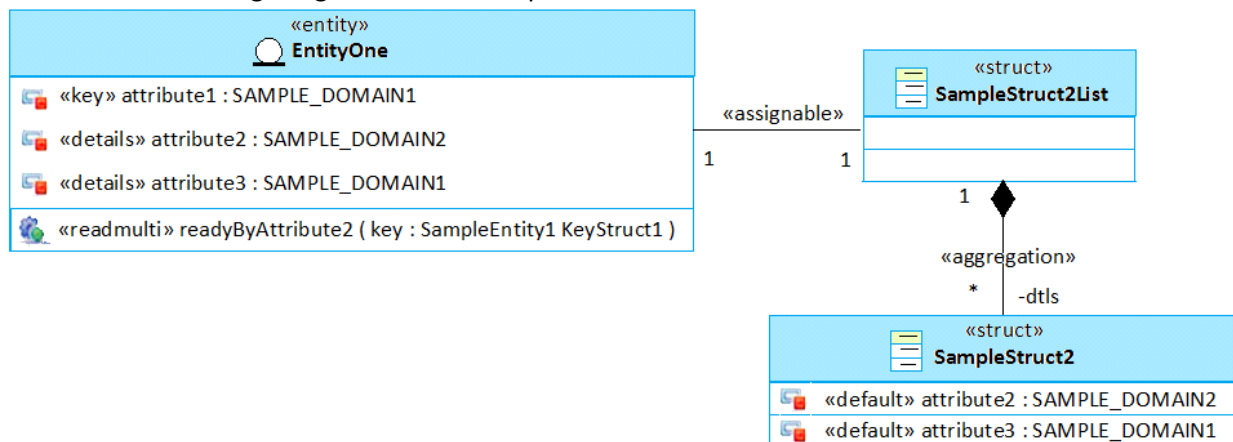 «entity»
EntityOne
«key» attribute1 : SAMPLE_DOMAIN1
«details» attribute2 : SAMPLE_DOMAIN2
«details» attribute3 : SAMPLE_DOMAIN1
«readmulti» readyByAttribute2 ( key : SampleEntity1 KeyStruct1 )
«assignable»
1
1
«struct»
SampleStruct2List
1
«aggregation»
*
-dtls
«struct»
SampleStruct2
«default» attribute2 : SAMPLE_DOMAIN2
«default» attribute3 : SAMPLE_DOMAIN1